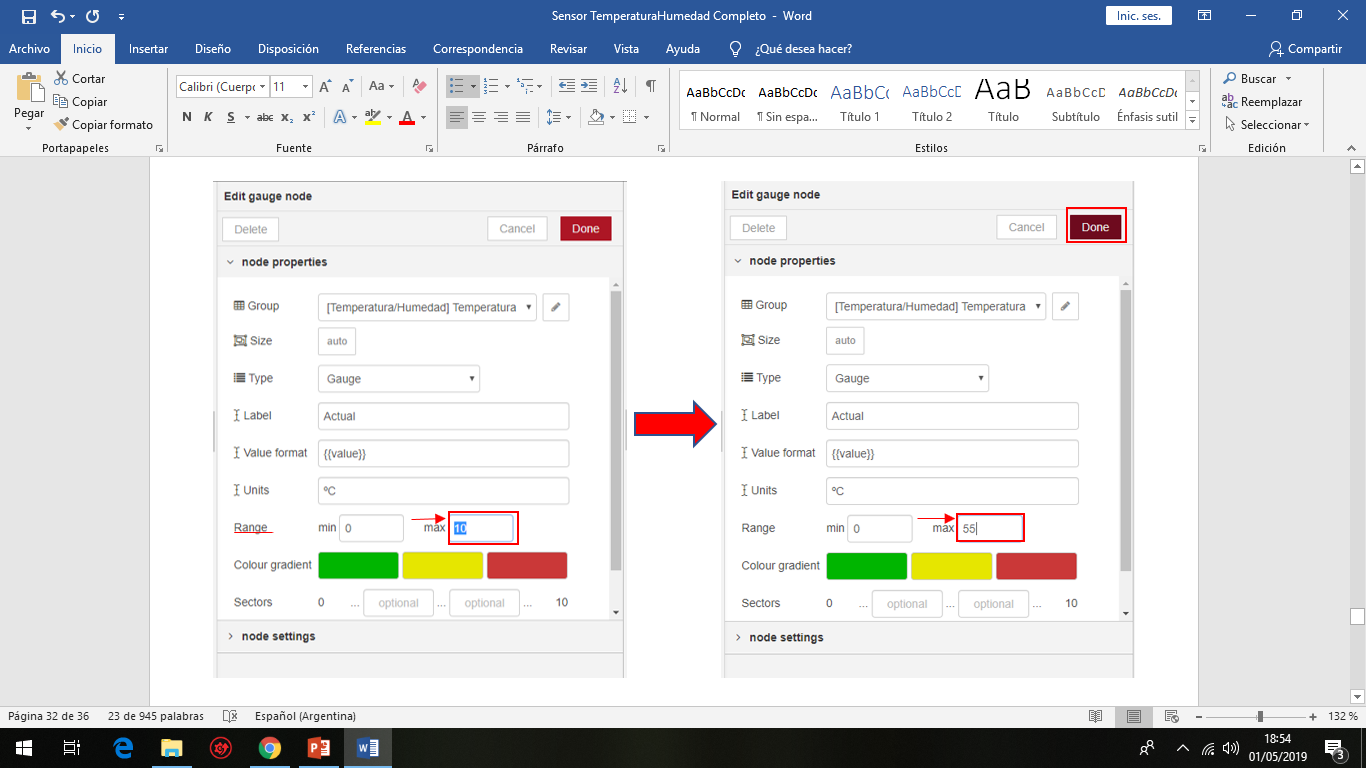 Sensor TemperaturaHumedad Completo - Word
Inic. ses.
Archivo Inicio Insertar Diseño Disposición Referencias Correspondencia Revisar Vista Ayuda ¿Qué desea hacer? Compartir
Pegar
Cortar
Copiar
Copiar formato
Portapapeles
Calibri (Cuerpo 11
Aa
N K S abc x₂ x²
Fuente
Párrafo
AaBbCcDc AaBbCcDc AaBbCc AaBbCcD AaB AaBbCcD AaBbCcDc
¶ Normal ¶ Sin espa... Título 1 Título 2 Título Subtítulo Énfasis sutil
Estilos
Buscar
Reemplazar
Seleccionar
Edición
Edit gauge node
Delete Cancel Done
node properties
Group [Temperatura/Humedad] Temperatura
Size auto
Type Gauge
Label Actual
Value format {{value}}
Units ºC
Range min 0 max 10
Colour gradient
Sectors 0 ... optional ... optional ... 10
node settings
Edit gauge node
Delete Cancel Done
node properties
Group [Temperatura/Humedad] Temperatura
Size auto
Type Gauge
Label Actual
Value format {{value}}
Units ºC
Range min 0 max 55
Colour gradient
Sectors 0 ... optional ... optional ... 10
node settings
Página 32 de 36 23 de 945 palabras Español (Argentina) 132 %
18:54
01/05/2019
3